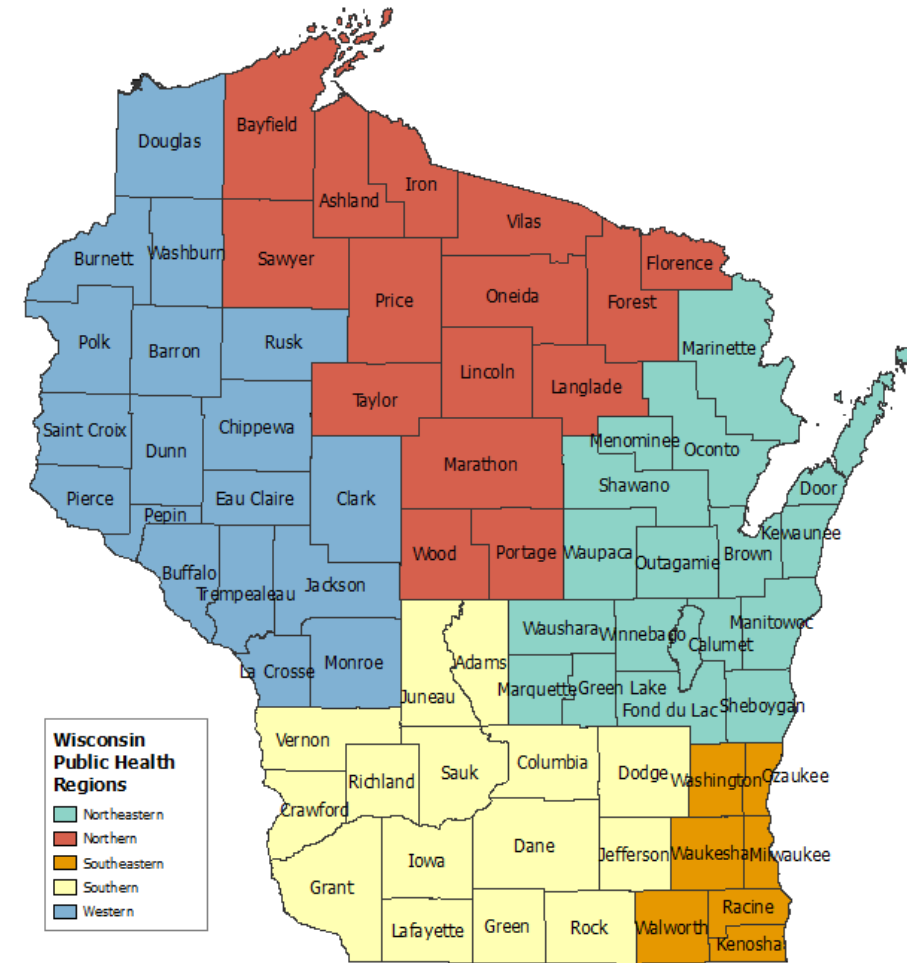 Bayfield
Douglas
Iron
Ashland
Vilas
Burnett
Washburn
Sawyer
Florence
Price
Oneida
Forest
Polk
Barron
Rusk
Marinette
Lincoln
Langlade
Taylor
Saint Croix
Dunn
Chippewa
Menominee
Oconto
Marathon
Shawano
Door
Pierce
Eau Claire
Clark
Pepin
Kewaunee
Wood
Portage
Waupaca
Outagamie
Brown
Buffalo
Trempealeau
Jackson
Waushara
Winnebago
Calumet
Manitowoc
La Crosse
Monroe
Adams
Juneau
Marquette
Green Lake
Fond du Lac
Sheboygan
Vernon
Richland
Sauk
Columbia
Dodge
Washington
Ozaukee
Crawford
Dane
Jefferson
Waukesha
Milwaukee
Iowa
Grant
Lafayette
Green
Rock
Walworth
Racine
Kenosha
Wisconsin
Public Health
Regions
Northeastern
Northern
Southeastern
Southern
Western